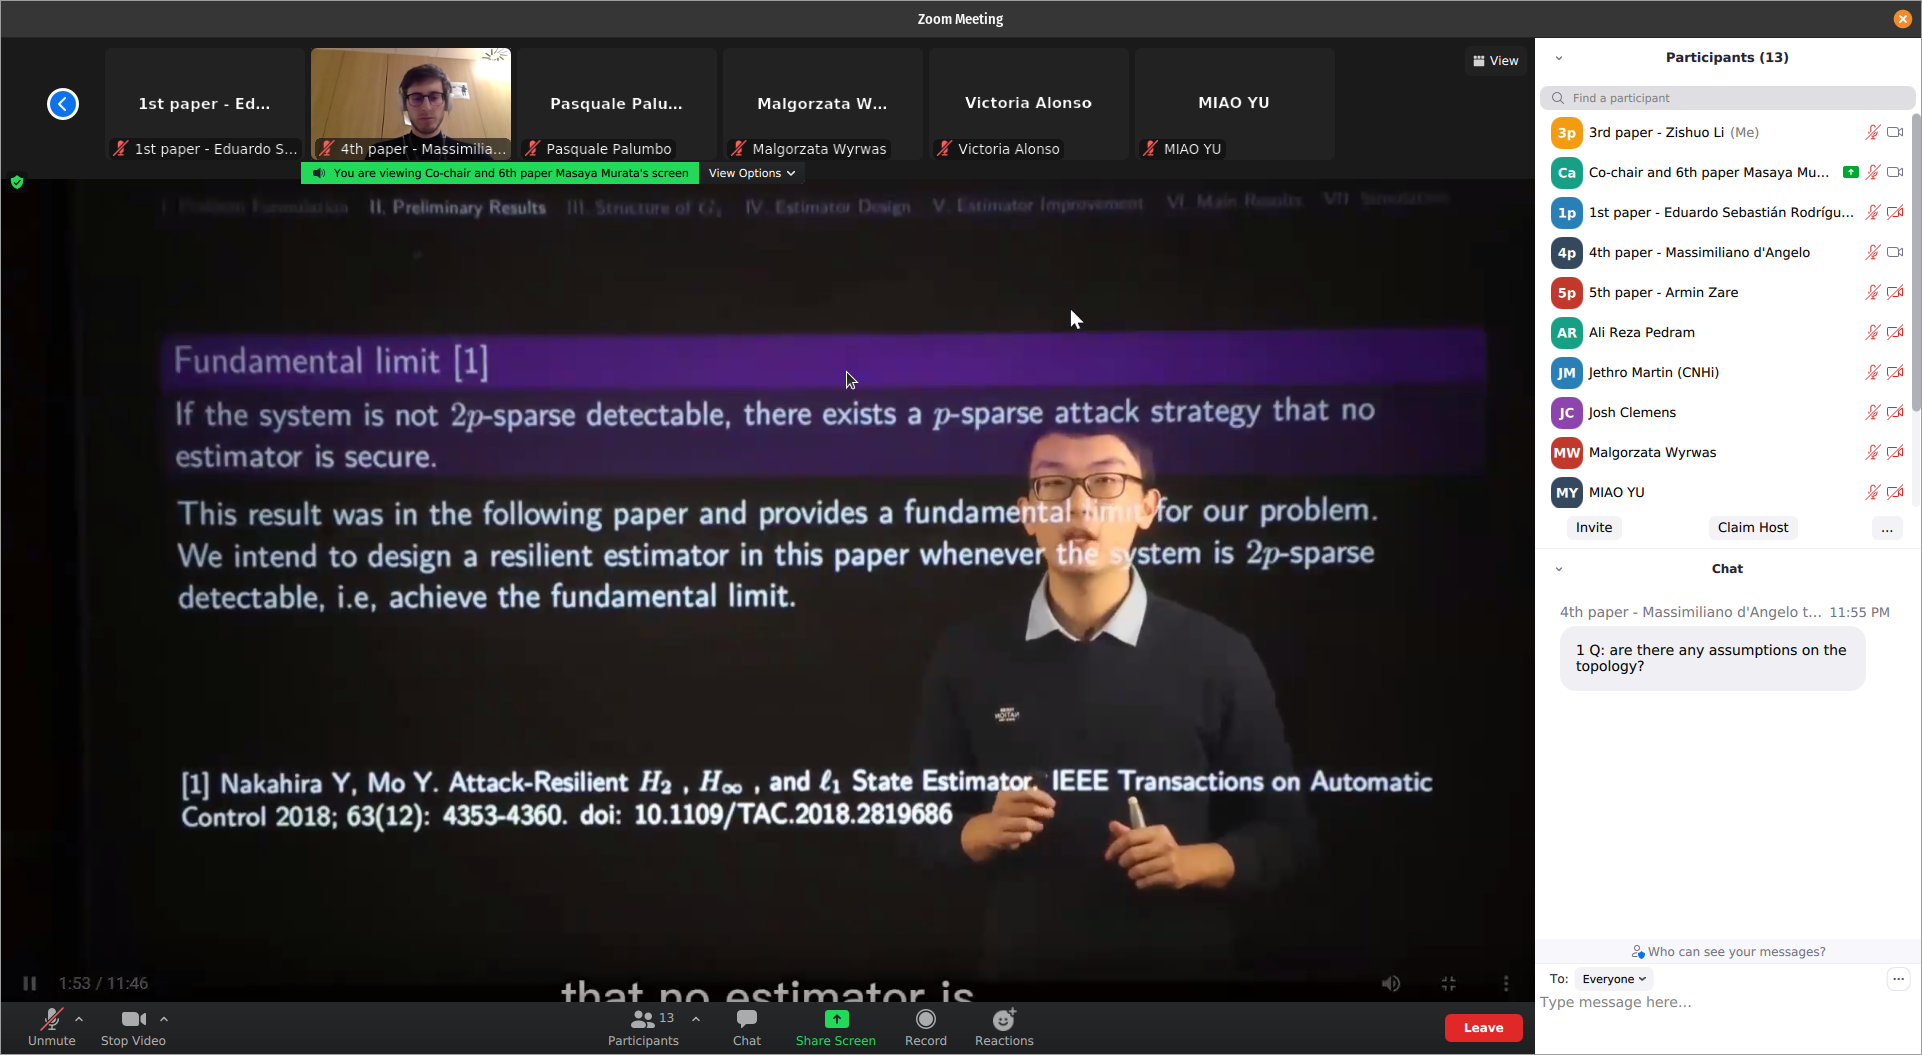 Zoom Meeting
1st paper - Ed...
Pasquale Palu...
Malgorzata W...
Victoria Alonso
MIAO YU
View
1st paper - Eduardo S...
4th paper - Massimilia...
Pasquale Palumbo
Malgorzata Wyrwas
Victoria Alonso
MIAO YU
You are viewing Co-chair and 6th paper Masaya Murata's screen
View Options
I. Problem Formulation II. Preliminary Results III. Structure of G IV. Estimator Design V. Estimator Improvement VI. Main Results VII. Simulation
Fundamental limit [1]
If the system is not 2p-sparse detectable, there exists a p-sparse attack strategy that no
estimator is secure.
This result was in the following paper and provides a fundamental limit for our problem.
We intend to design a resilient estimator in this paper whenever the system is 2p-sparse
detectable, i.e, achieve the fundamental limit.
[1] Nakahira Y, Mo Y. Attack-Resilient H₂ , H∞ , and ℓ₁ State Estimator. IEEE Transactions on Automatic
Control 2018; 63(12): 4353-4360. doi: 10.1109/TAC.2018.2819686
1:53 / 11:46
that no estimator is
Unmute
Stop Video
13
Participants
Chat
Share Screen
Record
Reactions
Leave
Participants (13)
Find a participant
3p 3rd paper - Zishuo Li (Me)
Ca Co-chair and 6th paper Masaya Mu...
1p 1st paper - Eduardo Sebastián Rodrígu...
4p 4th paper - Massimiliano d'Angelo
5p 5th paper - Armin Zare
AR Ali Reza Pedram
JM Jethro Martin (CNHi)
JC Josh Clemens
MW Malgorzata Wyrwas
MY MIAO YU
Invite
Claim Host
...
Chat
4th paper - Massimiliano d'Angelo t... 11:55 PM
1 Q: are there any assumptions on the
topology?
Who can see your messages?
To: Everyone
Type message here...